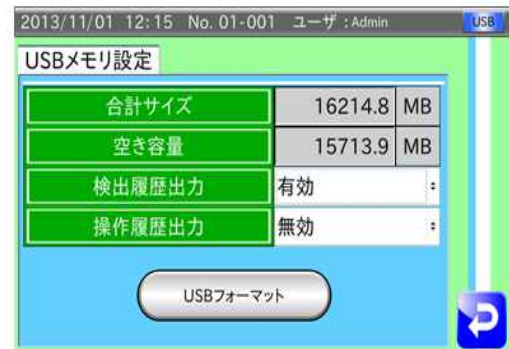 2013/11/01 12:15 No. 01-001 ユーザ :Admin USB
USBメモリ設定
合計サイズ 16214.8 MB
空き容量 15713.9 MB
検出履歴出力 有効
操作履歴出力 無効
USBフォーマット